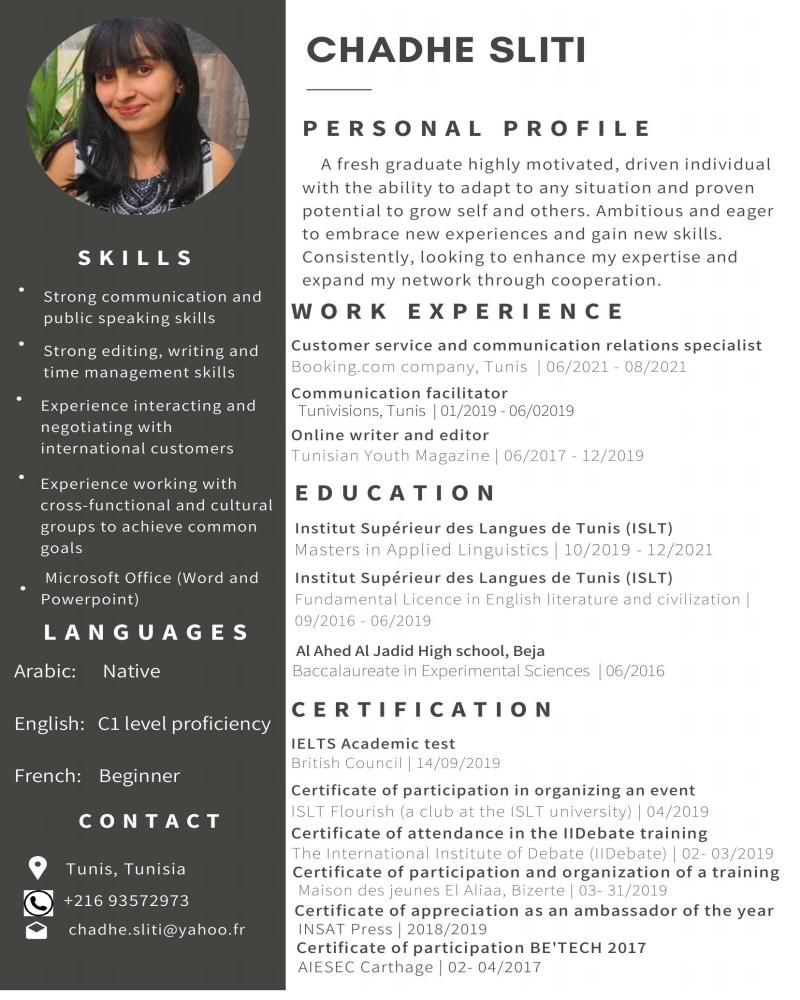 CHADHE SLITI
PERSONAL PROFILE
A fresh graduate highly motivated, driven individual
with the ability to adapt to any situation and proven
potential to grow self and others. Ambitious and eager
to embrace new experiences and gain new skills.
Consistently, looking to enhance my expertise and
expand my network through cooperation.
WORK EXPERIENCE
Customer service and communication relations specialist
Booking.com company, Tunis | 06/2021 - 08/2021
Communication facilitator
Tunivisions, Tunis | 01/2019 - 06/02019
Online writer and editor
Tunisian Youth Magazine | 06/2017 - 12/2019
EDUCATION
Institut Supérieur des Langues de Tunis (ISLT)
Masters in Applied Linguistics | 10/2019 - 12/2021
Institut Supérieur des Langues de Tunis (ISLT)
Fundamental Licence in English literature and civilization |
09/2016 - 06/2019
Al Ahed Al Jadid High school, Beja
Baccalaureate in Experimental Sciences | 06/2016
CERTIFICATION
IELTS Academic test
British Council | 14/09/2019
Certificate of participation in organizing an event
ISLT Flourish (a club at the ISLT university) | 04/2019
Certificate of attendance in the IIDebate training
The International Institute of Debate (IIDebate) | 02- 03/2019
Certificate of participation and organization of a training
Maison des jeunes El Aliaa, Bizerte | 03- 31/2019
Certificate of appreciation as an ambassador of the year
INSAT Press | 2018/2019
Certificate of participation BE'TECH 2017
AIESEC Carthage | 02- 04/2017
SKILLS
• Strong communication and
public speaking skills
• Strong editing, writing and
time management skills
• Experience interacting and
negotiating with
international customers
• Experience working with
cross-functional and cultural
groups to achieve common
goals
• Microsoft Office (Word and
Powerpoint)
LANGUAGES
Arabic: Native
English: C1 level proficiency
French: Beginner
CONTACT
Tunis, Tunisia
+216 93572973
chadhe.sliti@yahoo.fr